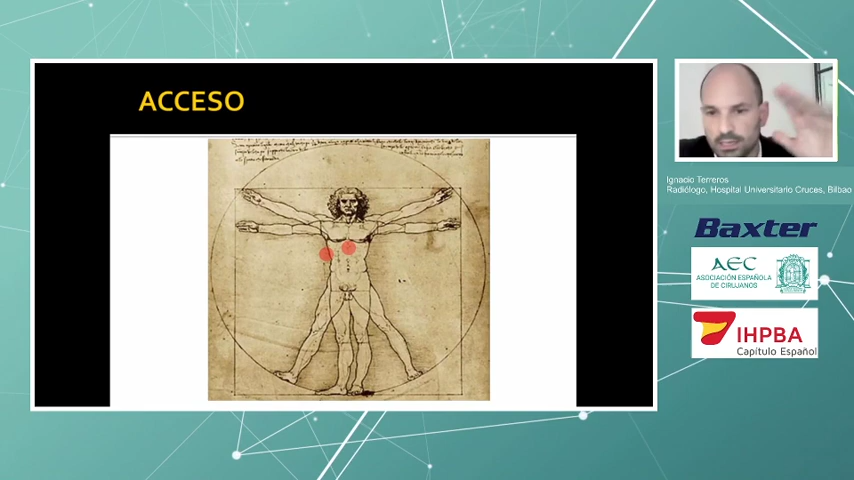 ACCESO
Ignacio Terreros
Radiólogo, Hospital Universitario Cruces, Bilbao
Baxter
AEC
ASOCIACIÓN ESPAÑOLA
DE CIRUJANOS
IHPBA
Capítulo Español